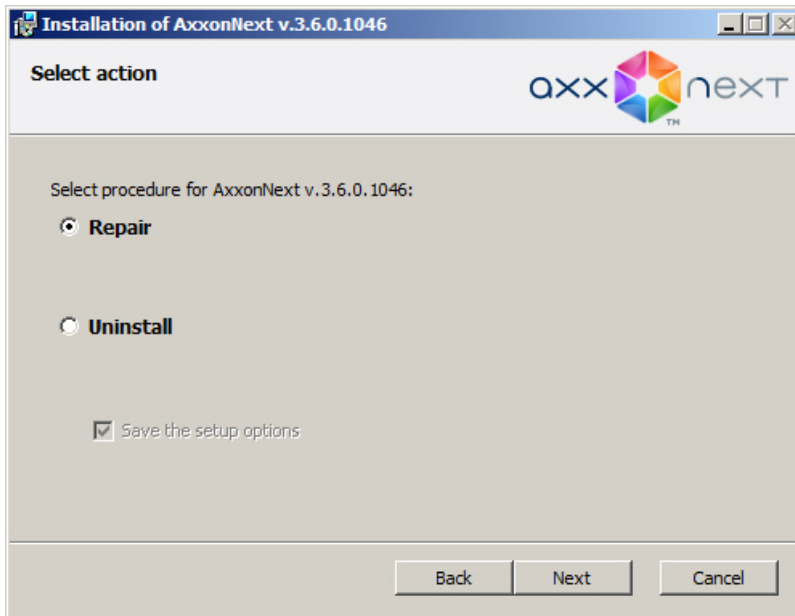 Installation of AxxonNext v.3.6.0.1046
Select action
axx next
TM
Select procedure for AxxonNext v.3.6.0.1046:
Repair
Uninstall
Save the setup options
Back Next Cancel